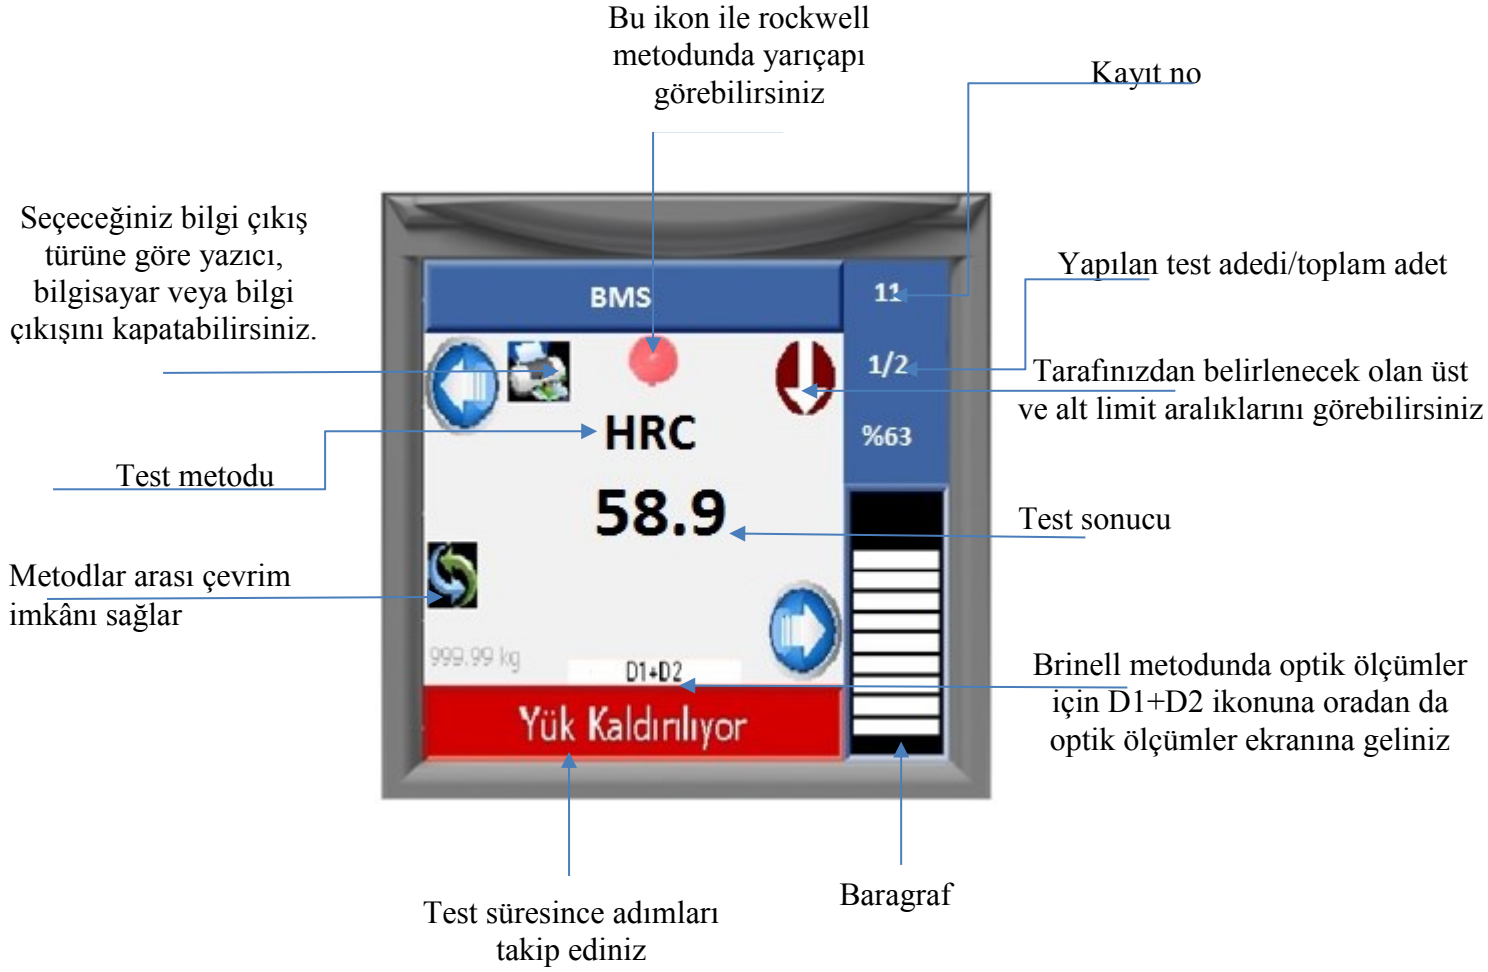 Bu ikon ile rockwell
metodunda yarıçapı
görebilirsiniz
Kayıt no
Seçeceğiniz bilgi çıkış
türüne göre yazıcı,
bilgisayar veya bilgi
çıkışını kapatabilirsiniz.
Yapılan test adedi/toplam adet
BMS
11
1/2
Tarafınızdan belirlenecek olan üst
ve alt limit aralıklarını görebilirsiniz
HRC
%63
Test metodu
58.9
Test sonucu
Metodlar arası çevrim
imkânı sağlar
999.99 kg
D1+D2
Brinell metodunda optik ölçümler
için D1+D2 ikonuna oradan da
optik ölçümler ekranına geliniz
Yük Kaldırılıyor
Baragraf
Test süresince adımları
takip ediniz